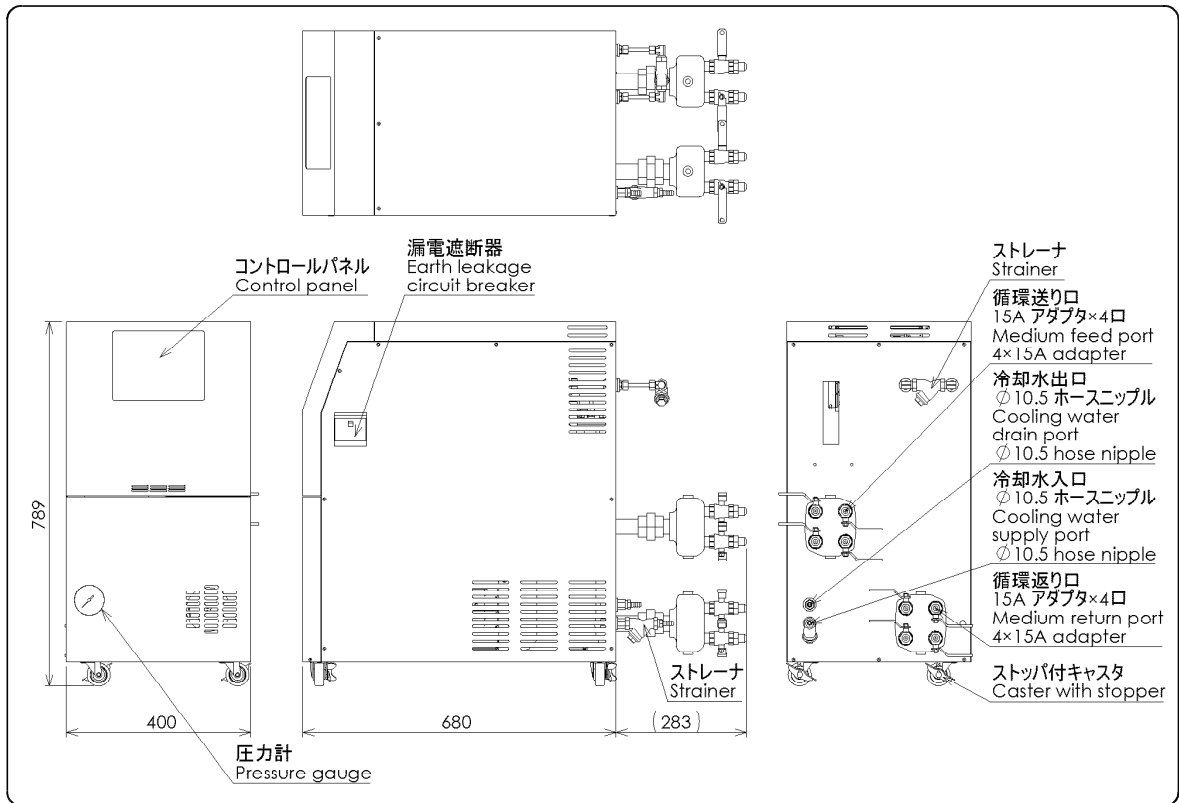 コントロールパネル
Control panel
漏電遮断器
Earth leakage
circuit breaker
ストレーナ
Strainer
循環送り口
15A アダプタ×4口
Medium feed port
4×15A adapter
冷却水出口
∅10.5 ホースニップル
Cooling water
drain port
∅10.5 hose nipple
冷却水入口
∅10.5 ホースニップル
Cooling water
supply port
∅10.5 hose nipple
循環返り口
15A アダプタ×4口
Medium return port
4×15A adapter
ストッパ付キャスタ
Caster with stopper
ストレーナ
Strainer
789
400
680
(283)
圧力計
Pressure gauge